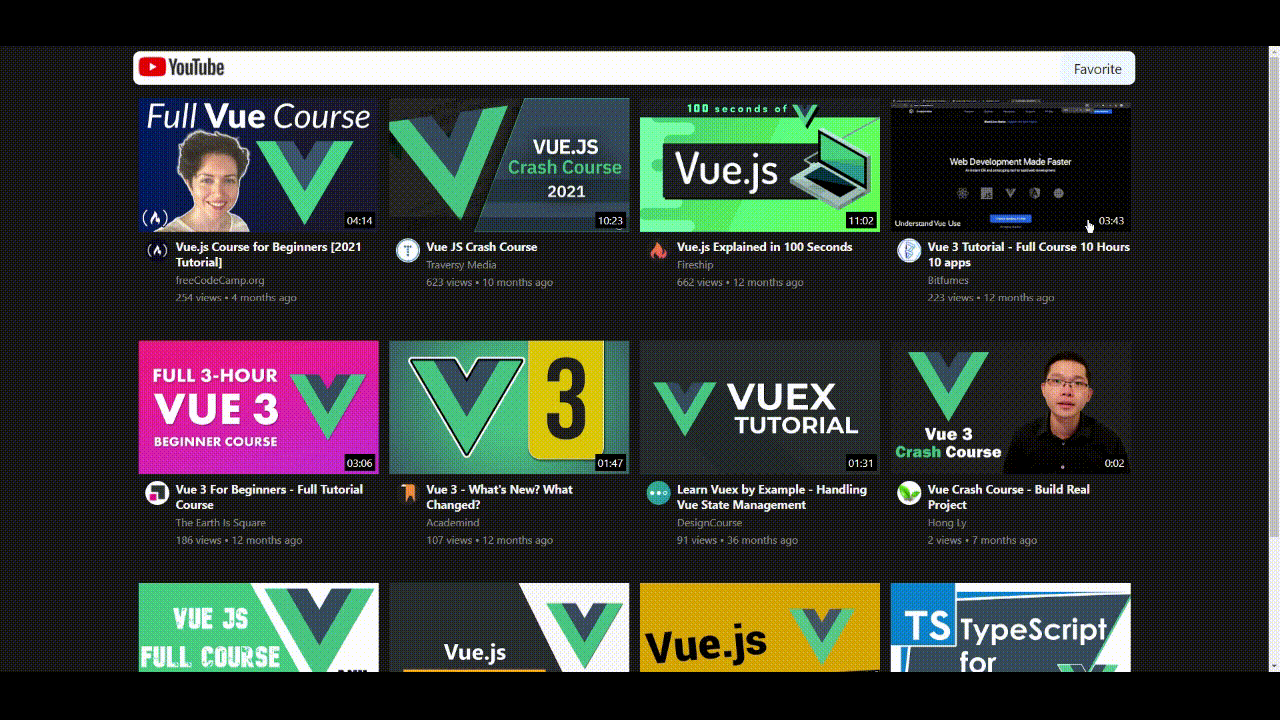 YouTube
Favorite
Full Vue Course
04:14
VUE.JS
Crash Course
2021
10:23
100 seconds of
Vue.js
11:02
Web Development Made Faster
Understand Vue Use
03:43
Vue.js Course for Beginners [2021
Tutorial]
freeCodeCamp.org
254 views • 4 months ago
Vue JS Crash Course
Traversy Media
623 views • 10 months ago
Vue.js Explained in 100 Seconds
Fireship
662 views • 12 months ago
Vue 3 Tutorial - Full Course 10 Hours
10 apps
Bitfumes
223 views • 12 months ago
FULL 3-HOUR
VUE 3
BEGINNER COURSE
03:06
3
01:47
VUEX
TUTORIAL
01:31
Vue 3
Crash Course
0:02
Vue 3 For Beginners - Full Tutorial
Course
The Earth Is Square
186 views • 12 months ago
Vue 3 - What's New? What
Changed?
Academind
107 views • 12 months ago
Learn Vuex by Example - Handling
Vue State Management
DesignCourse
91 views • 36 months ago
Vue Crash Course - Build Real
Project
Hong Ly
2 views • 7 months ago
VUE JS
FULL COURSE
Vue.js
Vue.js
TS TypeScript
for